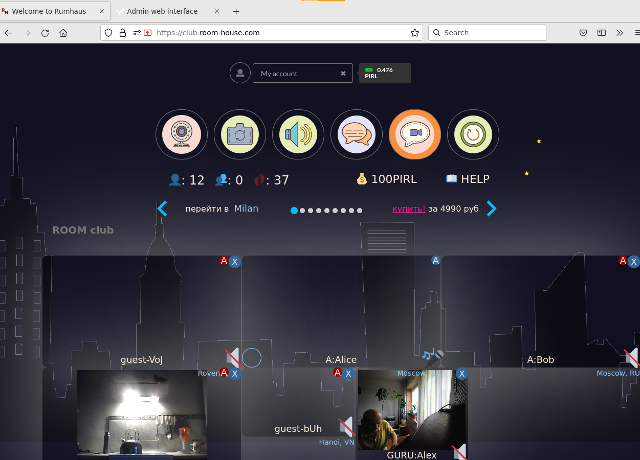 Welcome to Rumhaus
Admin web interface
https://club.room-house.com
Search
My account
0.476
PIRL
: 12 : 0 : 37 100PIRL HELP
перейти в Milan купить! за 4990 руб
ROOM club
A X A A X
guest-VoJ A:Alice A:Bob
Roven Moscow Moscow, RU
A X A X X
guest-bUh
Hanoi, VN
GURU:Alex